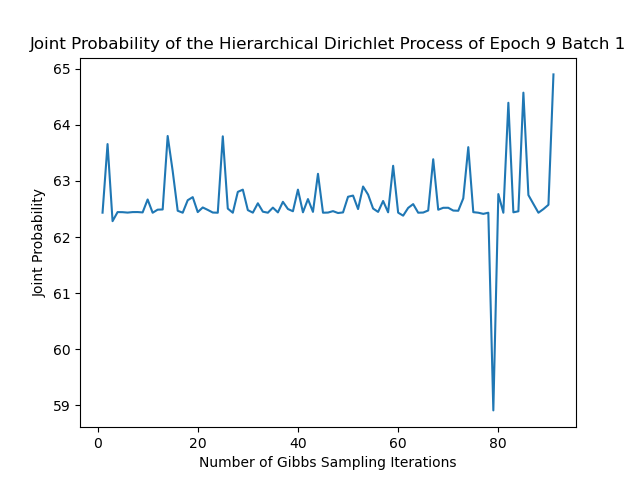 Joint Probability of the Hierarchical Dirichlet Process of Epoch 9 Batch 1
65
64
63
62
61
60
59
Joint Probability
0 20 40 60 80
Number of Gibbs Sampling Iterations